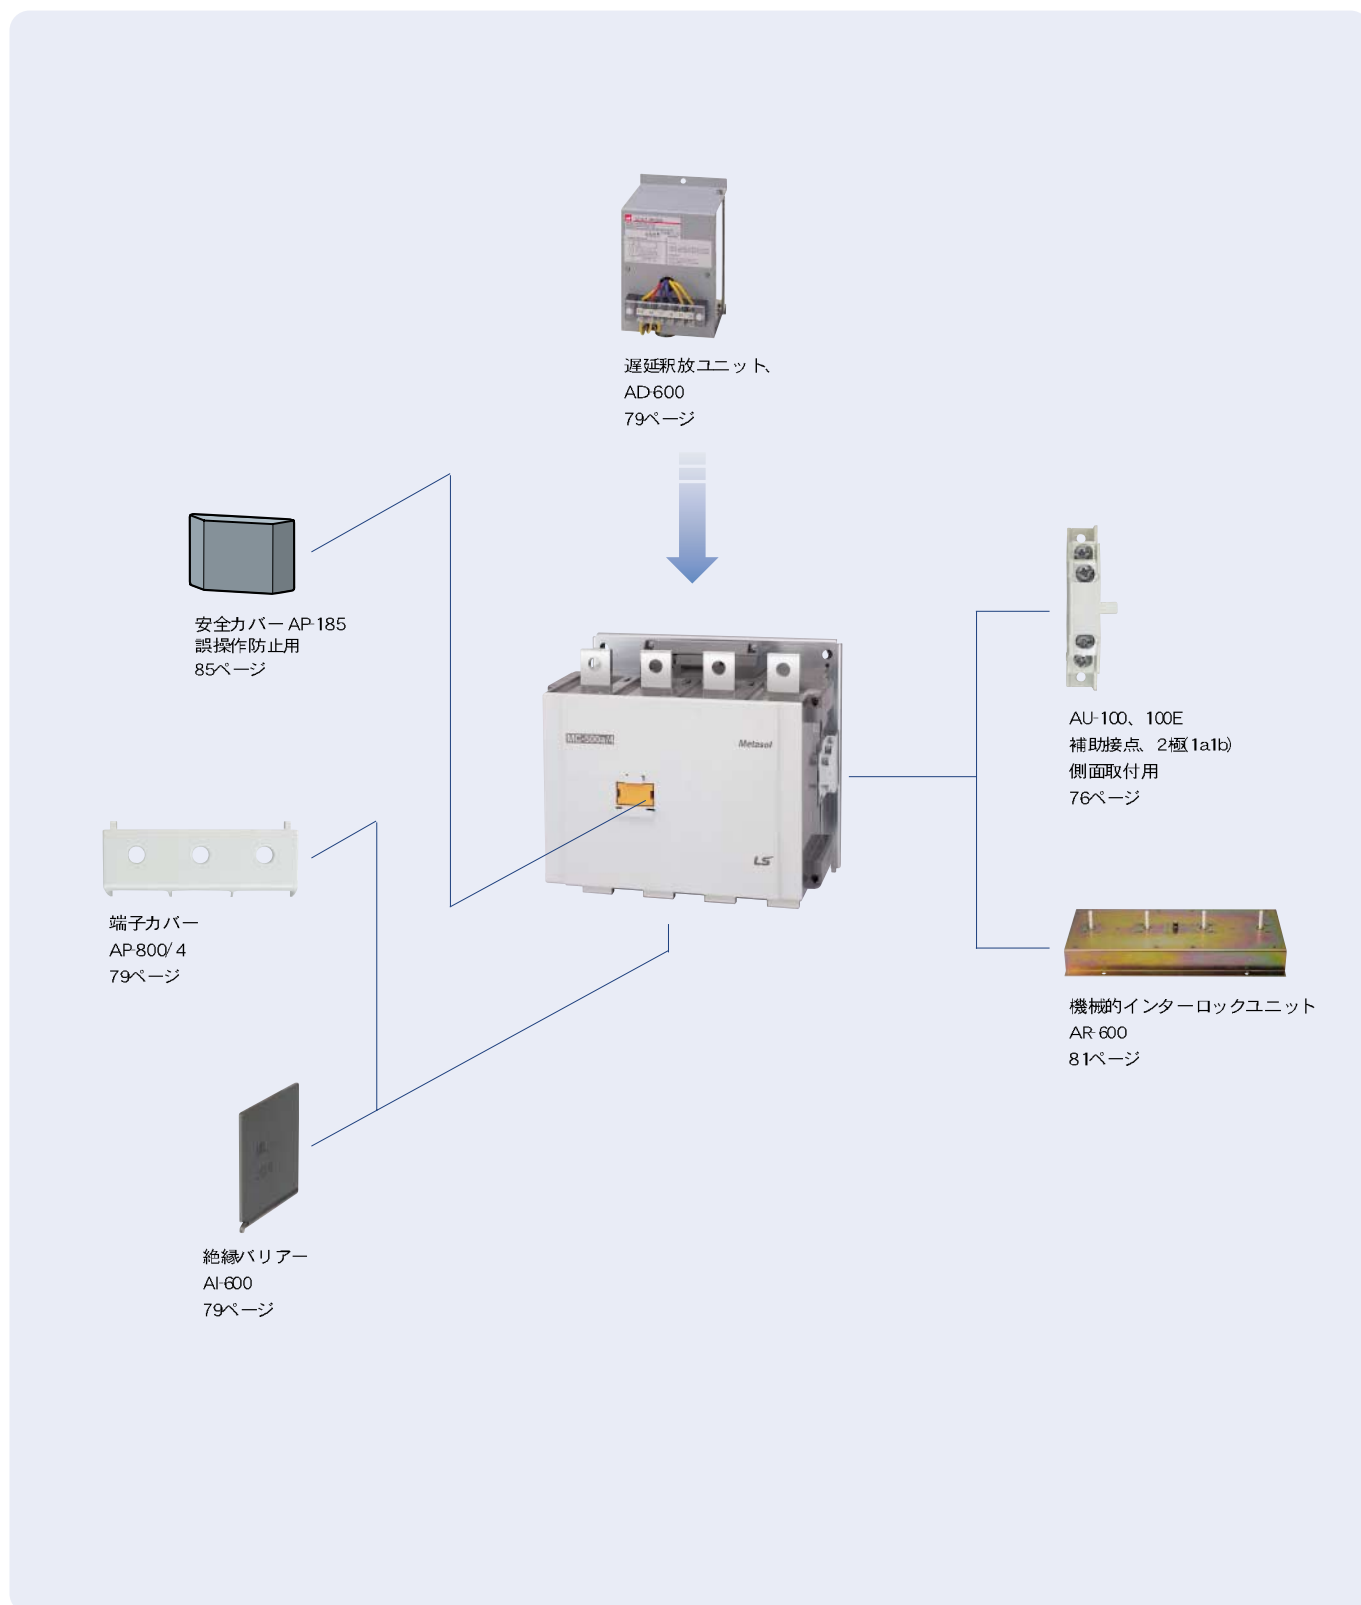 遅延釈放ユニット、
AD-600
79ページ
安全カバー AP-185
誤操作防止用
85ページ
AU-100、100E
補助接点、2極(1a1b)
側面取付用
76ページ
MC-500a/4
Metasol
LS
端子カバー
AP-800/4
79ページ
機械的インターロックユニット
AR-600
81ページ
絶縁バリアー
AI-600
79ページ